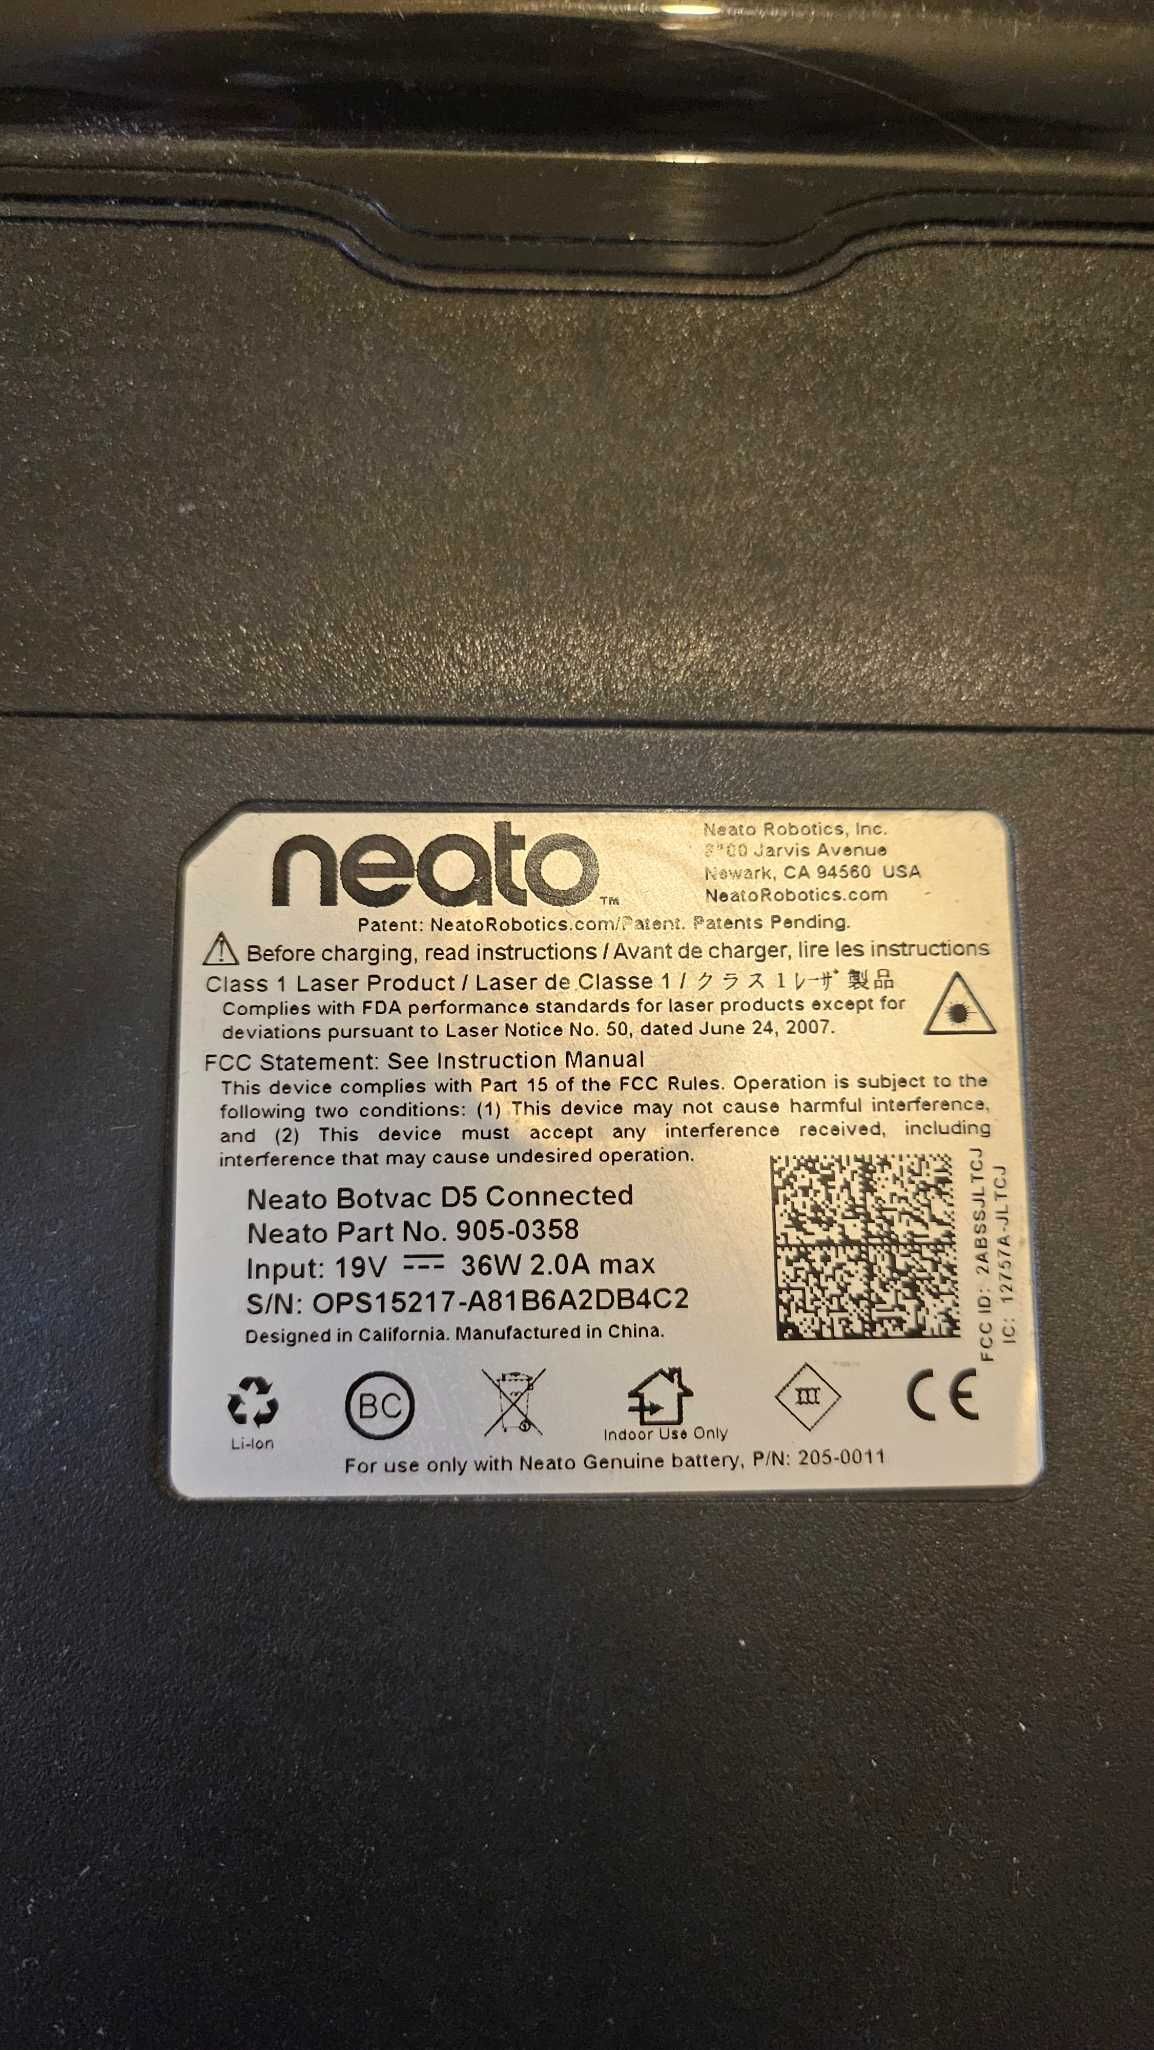 neato™
Neato Robotics, Inc.
Jarvis Avenue
Newark, CA 94560 USA
NeatoRobotics.com
Patent: NeatoRobotics.com/Patent. Patents Pending.
Before charging, read instructions / Avant de charger, lire les instructions
Class 1 Laser Product / Laser de Classe 1 / クラス 1 ﾚｰｻﾞ 製品
Complies with FDA performance standards for laser products except for
deviations pursuant to Laser Notice No. 50, dated June 24, 2007.
FCC Statement: See Instruction Manual
This device complies with Part 15 of the FCC Rules. Operation is subject to the
following two conditions: (1) This device may not cause harmful interference,
and (2) This device must accept any interference received, including
interference that may cause undesired operation.
Neato Botvac D5 Connected
Neato Part No. 905-0358
Input: 19V 36W 2.0A max
S/N: OPS15217-A81B6A2DB4C2
Designed in California. Manufactured in China.
FCC ID: 2ABSSJLTCJ
IC: 12757A-JLTCJ
Li-Ion
BC
Indoor Use Only
III
CE
For use only with Neato Genuine battery, P/N: 205-0011